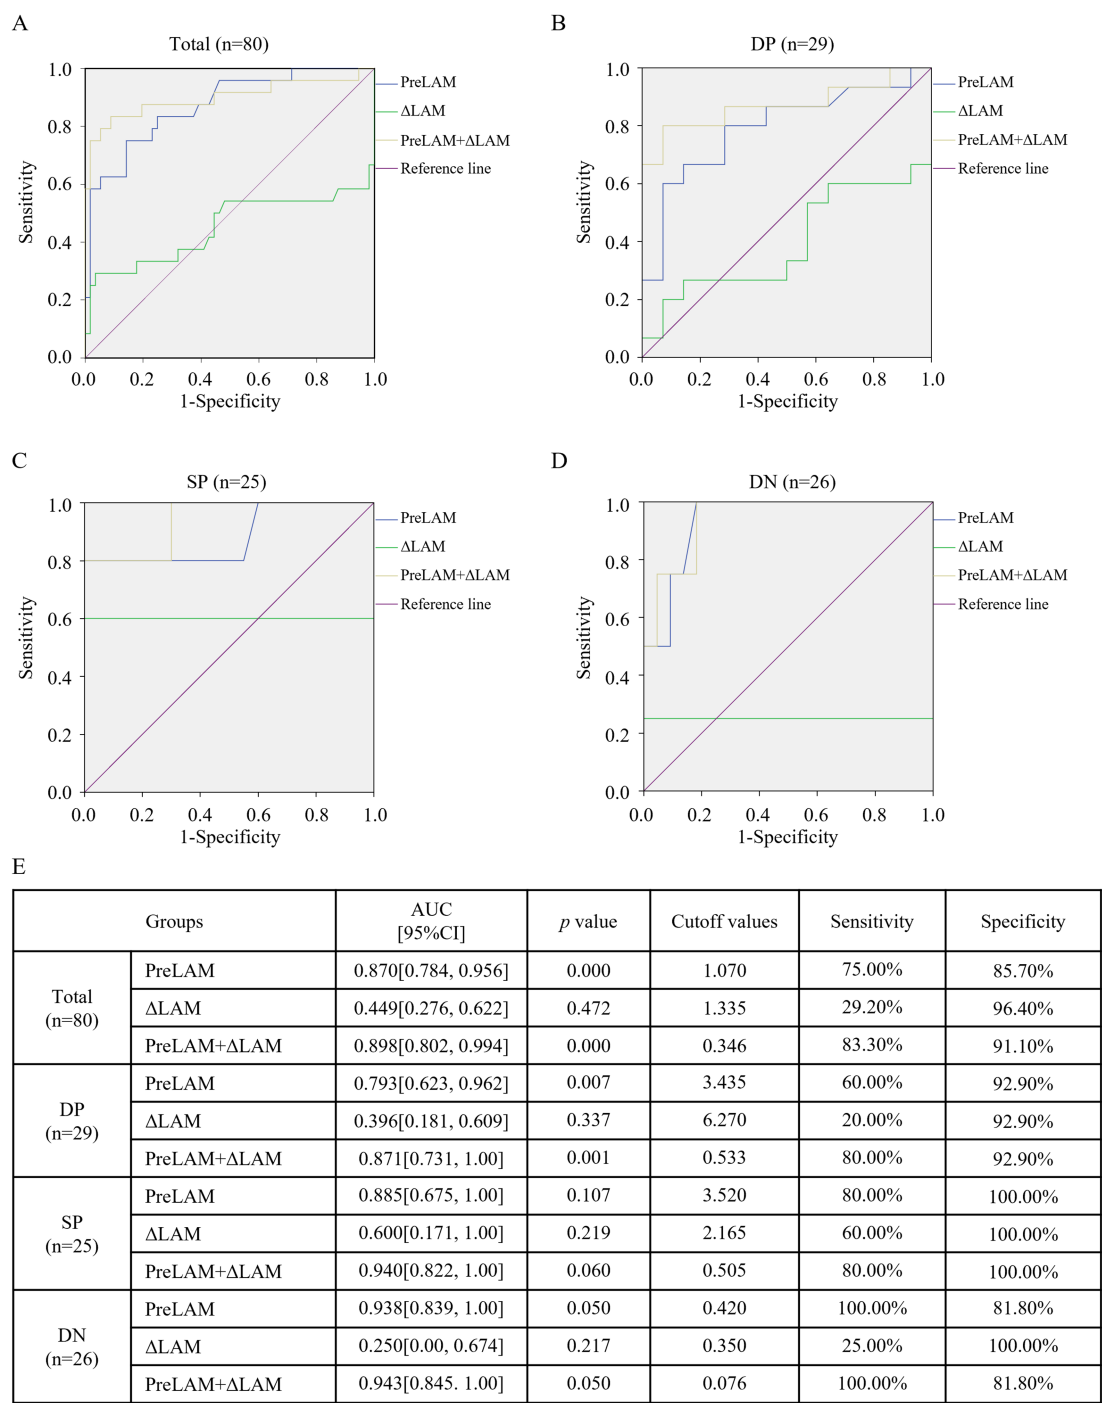 A
Total (n=80)
1.0
0.8
0.6
0.4
0.2
0.0
Sensitivity
0.0 0.2 0.4 0.6 0.8 1.0
1-Specificity
PreLAM
ΔLAM
PreLAM+ΔLAM
Reference line
B
DP (n=29)
1.0
0.8
0.6
0.4
0.2
0.0
Sensitivity
0.0 0.2 0.4 0.6 0.8 1.0
1-Specificity
PreLAM
ΔLAM
PreLAM+ΔLAM
Reference line
C
SP (n=25)
1.0
0.8
0.6
0.4
0.2
0.0
Sensitivity
0.0 0.2 0.4 0.6 0.8 1.0
1-Specificity
PreLAM
ΔLAM
PreLAM+ΔLAM
Reference line
D
DN (n=26)
1.0
0.8
0.6
0.4
0.2
0.0
Sensitivity
0.0 0.2 0.4 0.6 0.8 1.0
1-Specificity
PreLAM
ΔLAM
PreLAM+ΔLAM
Reference line
E
Groups AUC [95%CI] p value Cutoff values Sensitivity Specificity
Total (n=80)
PreLAM 0.870[0.784, 0.956] 0.000 1.070 75.00% 85.70%
ΔLAM 0.449[0.276, 0.622] 0.472 1.335 29.20% 96.40%
PreLAM+ΔLAM 0.898[0.802, 0.994] 0.000 0.346 83.30% 91.10%
DP (n=29)
PreLAM 0.793[0.623, 0.962] 0.007 3.435 60.00% 92.90%
ΔLAM 0.396[0.181, 0.609] 0.337 6.270 20.00% 92.90%
PreLAM+ΔLAM 0.871[0.731, 1.00] 0.001 0.533 80.00% 92.90%
SP (n=25)
PreLAM 0.885[0.675, 1.00] 0.107 3.520 80.00% 100.00%
ΔLAM 0.600[0.171, 1.00] 0.219 2.165 60.00% 100.00%
PreLAM+ΔLAM 0.940[0.822, 1.00] 0.060 0.505 80.00% 100.00%
DN (n=26)
PreLAM 0.938[0.839, 1.00] 0.050 0.420 100.00% 81.80%
ΔLAM 0.250[0.00, 0.674] 0.217 0.350 25.00% 100.00%
PreLAM+ΔLAM 0.943[0.845. 1.00] 0.050 0.076 100.00% 81.80%